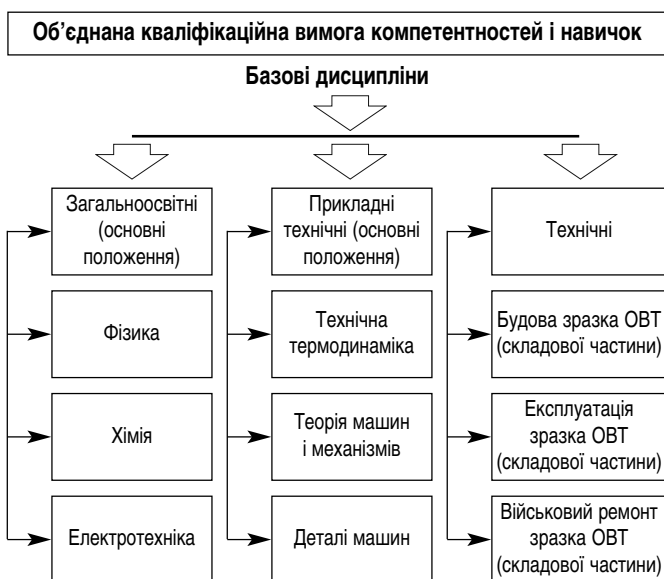 Об’єднана кваліфікаційна вимога компетентностей і навичок
Базові дисципліни
Загальноосвітні
(основні
положення)
Фізика
Хімія
Електротехніка
Прикладні
технічні (основні
положення)
Технічна
термодинаміка
Теорія машин
і механізмів
Деталі машин
Технічні
Будова зразка ОВТ
(складової частини)
Експлуатація
зразка ОВТ
(складової частини)
Військовий ремонт
зразка ОВТ
(складової частини)